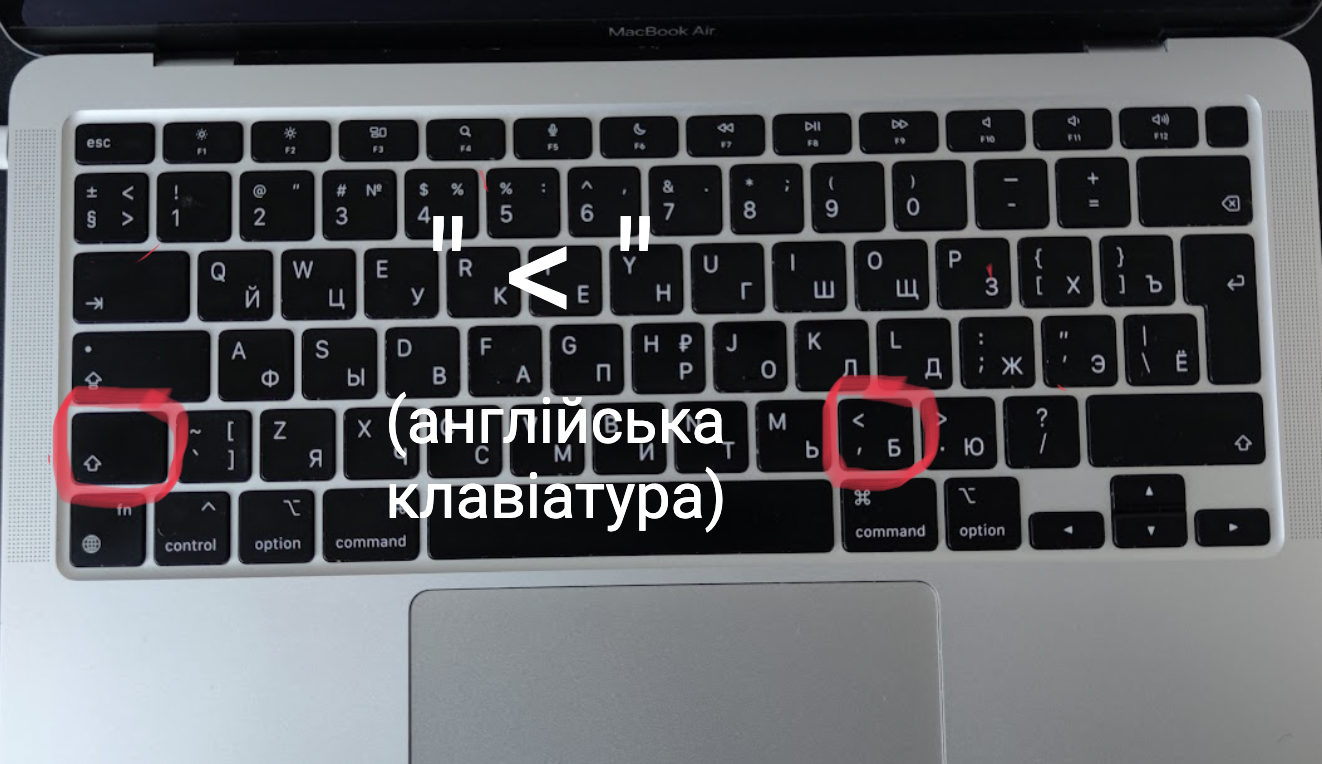 MacBook Air
esc F1 F2 F3 F4 F5 F6 F7 F8 F9 F10 F11 F12
± < ! @ " # № $ % % : ^ , & . * ; ( ) — +
§ > 1 2 3 4 5 6 7 8 9 0 - =
" < "
Q W E R Y U I O P { }
Й Ц У К Е Н Г Ш Щ З [ Х ] Ъ
A S D F G H ₽ J K L : " |
Ф Ы В А П Р О Л Д ; Ж ' Э \ Ё
(англійська
~ [ Z X M < > ?
` ] Я С М И Т Ь , Б . Ю /
клавіатура)
fn ^ ⌥ ⌘ ⌥
control option command command option